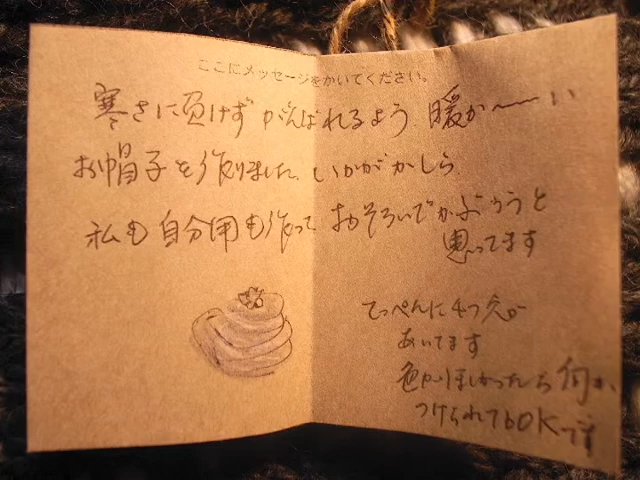 ここにメッセージをかいてください。
寒さに負けず がんばれるよう 暖か〜〜い
お帽子を作りました。いかがかしら
私も自分用も作って おそろいでかぶろうと
思ってます
てっぺんに4つ穴が
あいてます
色がほしかったら何か
つけられてもOKです